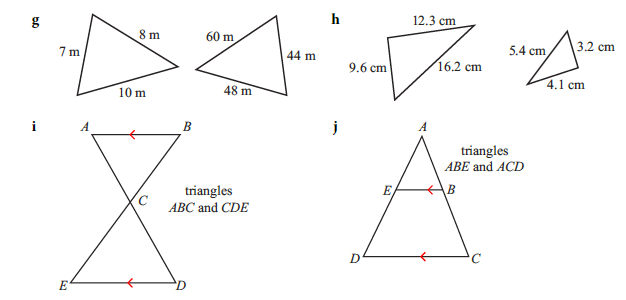 g
8 m
7 m
10 m
60 m
44 m
48 m
h
12.3 cm
9.6 cm
16.2 cm
5.4 cm
3.2 cm
4.1 cm
i
A
B
C
triangles
ABC and CDE
E
D
j
A
triangles
ABE and ACD
E
B
D
C